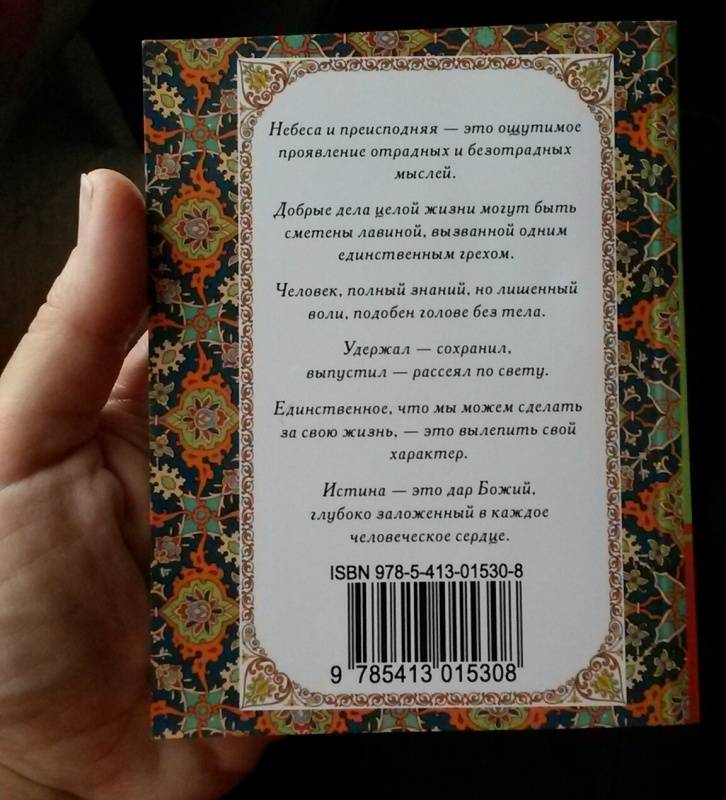 Небеса и преисподняя — это ощутимое
проявление отрадных и безотрадных
мыслей.
Добрые дела целой жизни могут быть
сметены лавиной, вызванной одним
единственным грехом.
Человек, полный знаний, но лишенный
воли, подобен голове без тела.
Удержал — сохранил,
выпустил — рассеял по свету.
Единственное, что мы можем сделать
за свою жизнь, — это вылепить свой
характер.
Истина — это дар Божий,
глубоко заложенный в каждое
человеческое сердце.
ISBN 978-5-413-01530-8
9 785413 015308